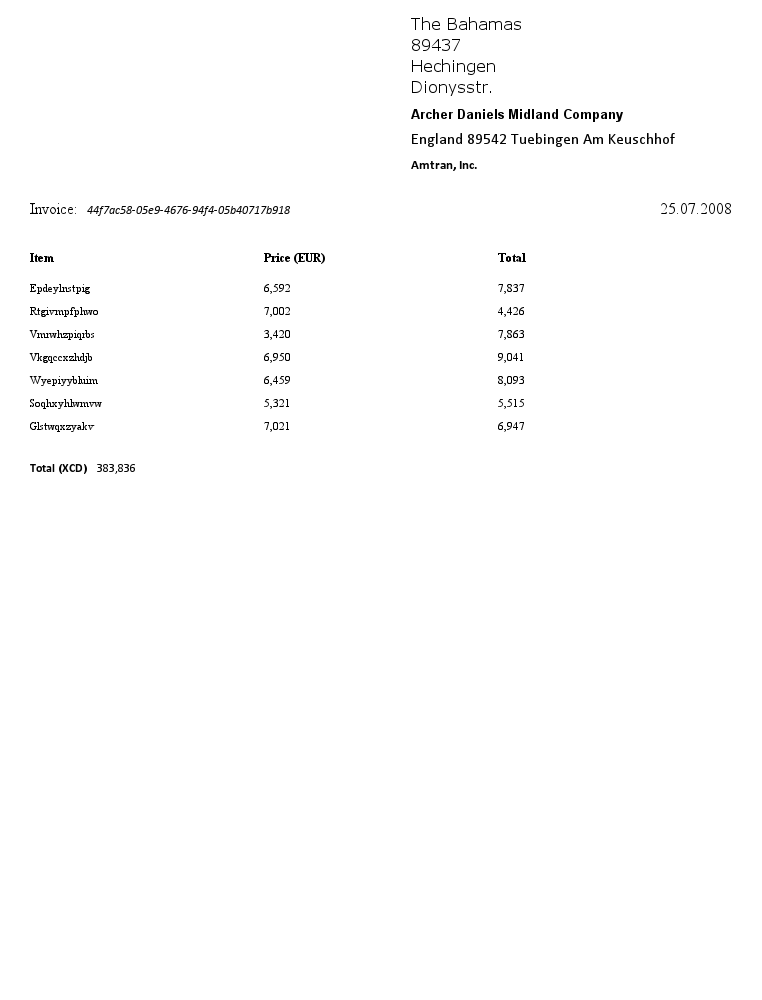 The Bahamas
89437
Hechingen
Dionysstr.
Archer Daniels Midland Company
England 89542 Tuebingen Am Keuschhof
Amtran, Inc.
Invoice: 44f7ac58-05e9-4676-94f4-05b40717b918 25.07.2008
Item Price (EUR) Total
Epdeylnstpig 6,592 7,837
Rtgivmpfphwo 7,002 4,426
Vmrwhzpiqrbs 3,420 7,863
Vkgqccxzhdjb 6,950 9,041
Wyepiyybluim 6,459 8,093
Soqhxyhlwmvw 5,321 5,515
Glstwqxzyakv 7,021 6,947
Total (XCD) 383,836